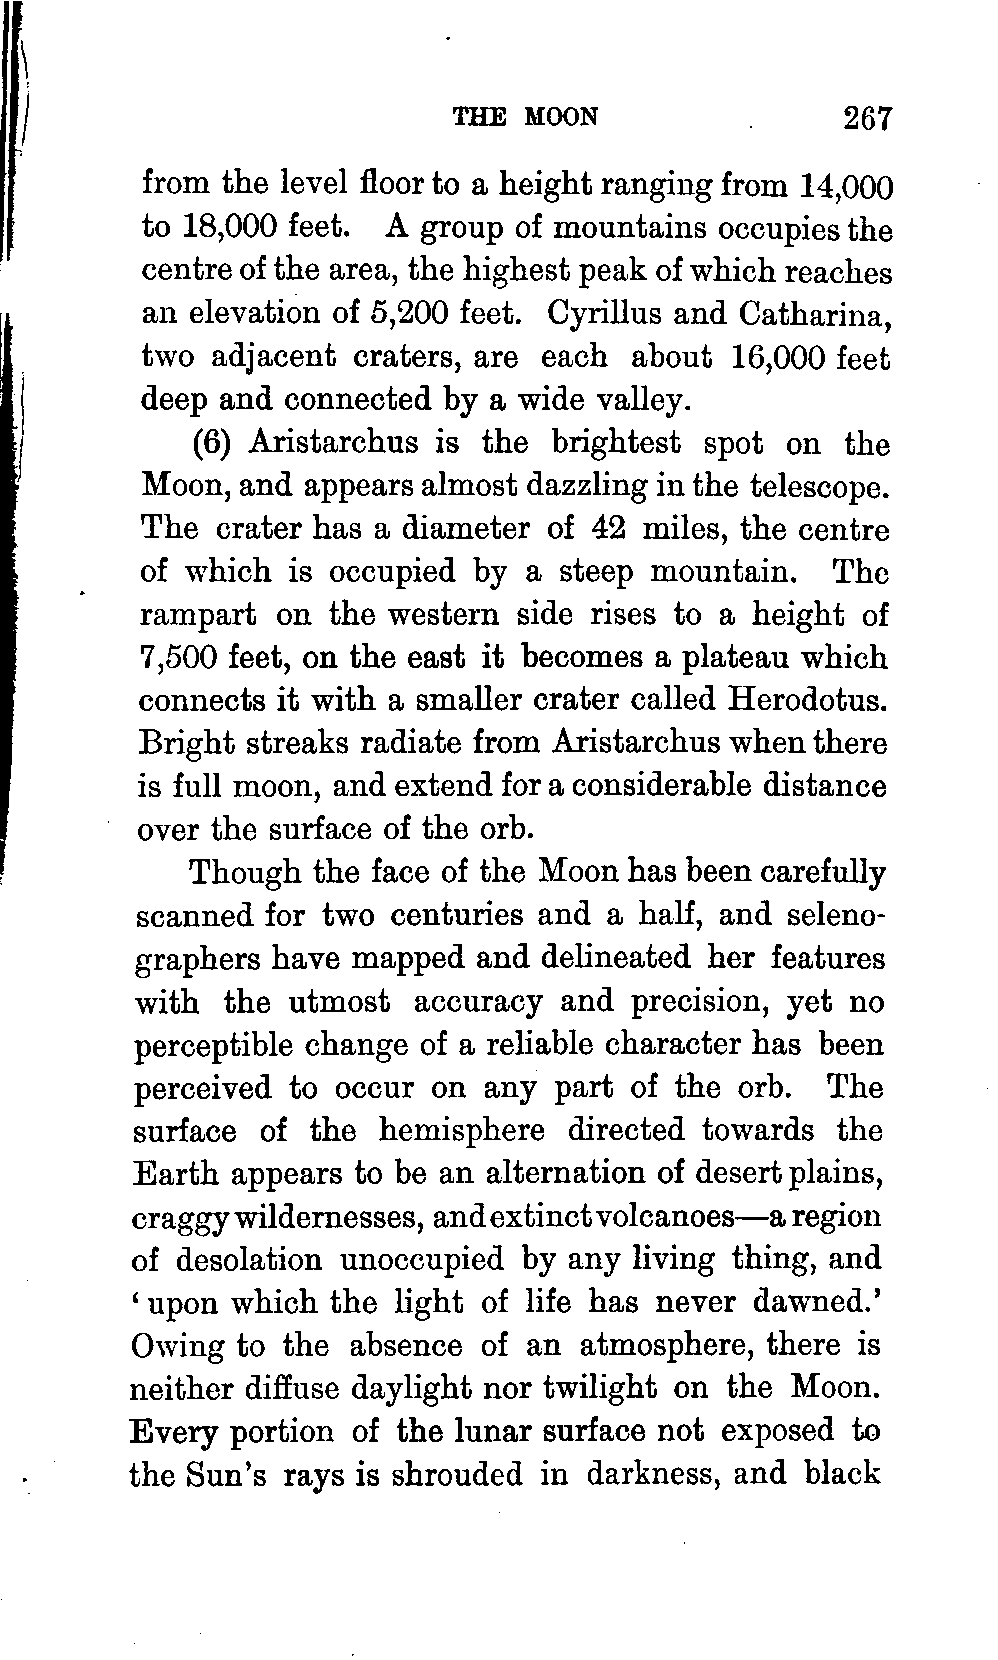 THE MOON 267
from the level floor to a height ranging from 14,000
to 18,000 feet. A group of mountains occupies the
centre of the area, the highest peak of which reaches
an elevation of 5,200 feet. Cyrillus and Catharina,
two adjacent craters, are each about 16,000 feet
deep and connected by a wide valley.
(6) Aristarchus is the brightest spot on the
Moon, and appears almost dazzling in the telescope.
The crater has a diameter of 42 miles, the centre
of which is occupied by a steep mountain. The
rampart on the western side rises to a height of
7,500 feet, on the east it becomes a plateau which
connects it with a smaller crater called Herodotus.
Bright streaks radiate from Aristarchus when there
is full moon, and extend for a considerable distance
over the surface of the orb.
Though the face of the Moon has been carefully
scanned for two centuries and a half, and seleno-
graphers have mapped and delineated her features
with the utmost accuracy and precision, yet no
perceptible change of a reliable character has been
perceived to occur on any part of the orb. The
surface of the hemisphere directed towards the
Earth appears to be an alternation of desert plains,
craggy wildernesses, and extinct volcanoes—a region
of desolation unoccupied by any living thing, and
‘upon which the light of life has never dawned.’
Owing to the absence of an atmosphere, there is
neither diffuse daylight nor twilight on the Moon.
Every portion of the lunar surface not exposed to
the Sun's rays is shrouded in darkness, and black